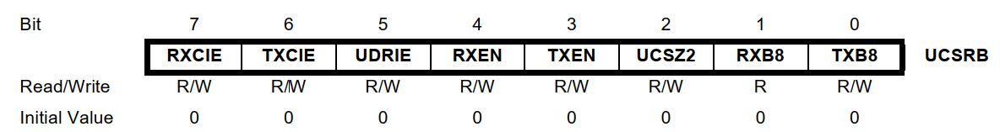 Bit 7 6 5 4 3 2 1 0
RXCIE TXCIE UDRIE RXEN TXEN UCSZ2 RXB8 TXB8 UCSRB
Read/Write R/W R/W R/W R/W R/W R/W R R/W
Initial Value 0 0 0 0 0 0 0 0